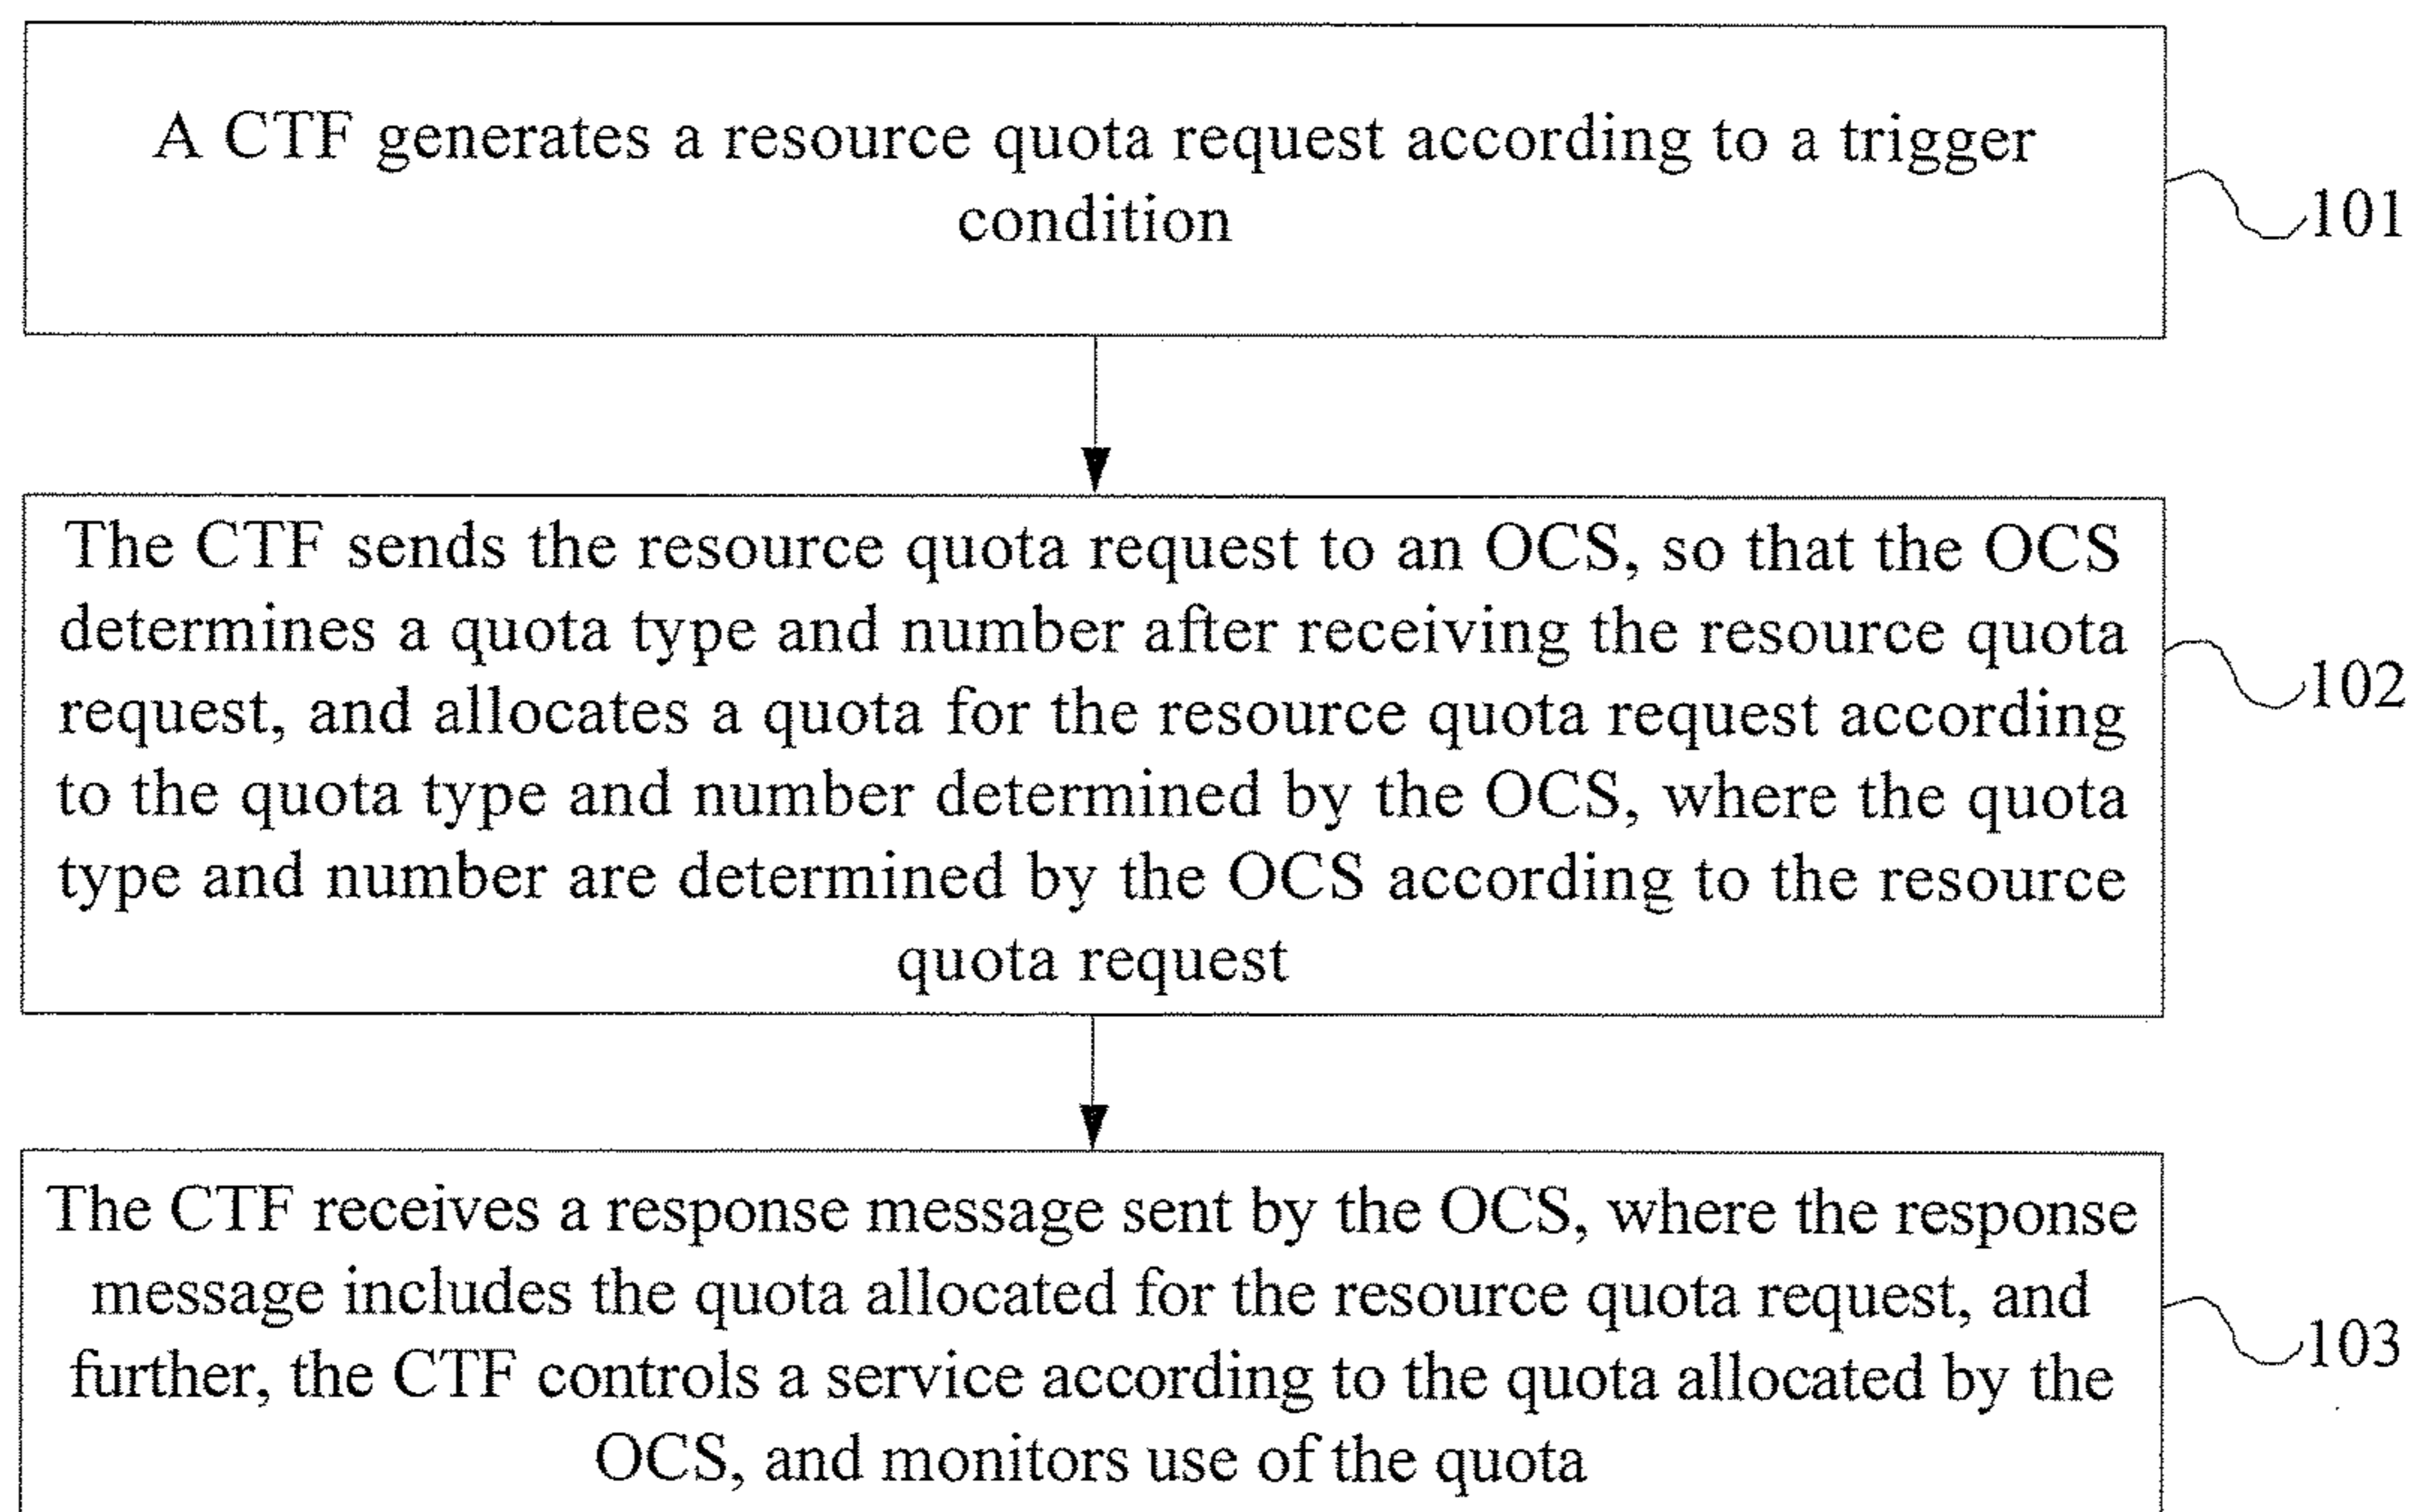 A CTF generates a resource quota request according to a trigger
condition
101
The CTF sends the resource quota request to an OCS, so that the OCS
determines a quota type and number after receiving the resource quota
request, and allocates a quota for the resource quota request according
to the quota type and number determined by the OCS, where the quota
type and number are determined by the OCS according to the resource
quota request
102
The CTF receives a response message sent by the OCS, where the response
message includes the quota allocated for the resource quota request, and
further, the CTF controls a service according to the quota allocated by the
OCS, and monitors use of the quota
103